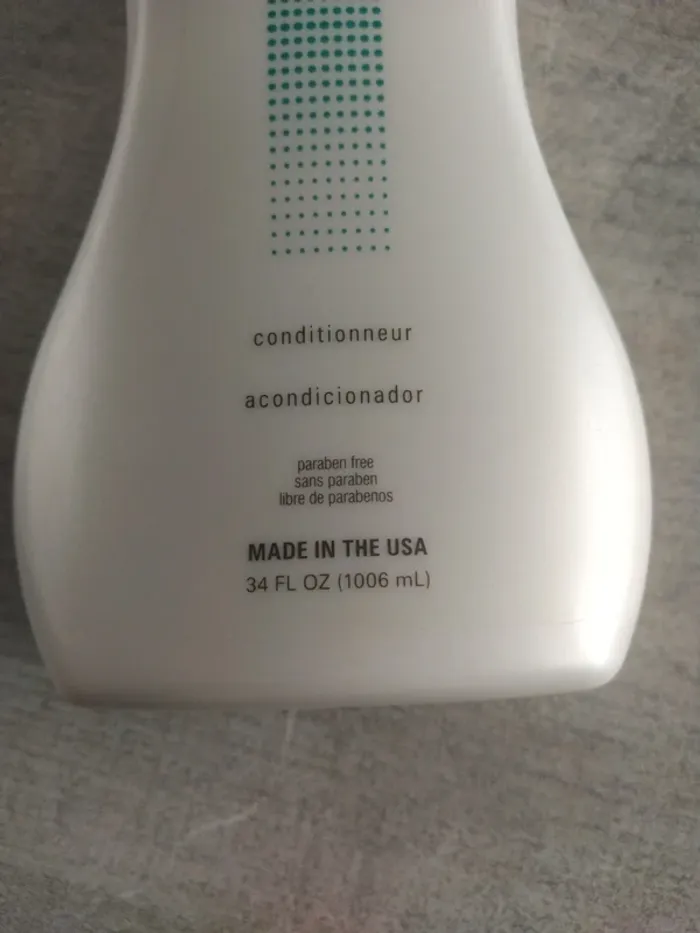 conditionneur
acondicionador
paraben free
sans paraben
libre de parabenos
MADE IN THE USA
34 FL OZ (1006 mL)